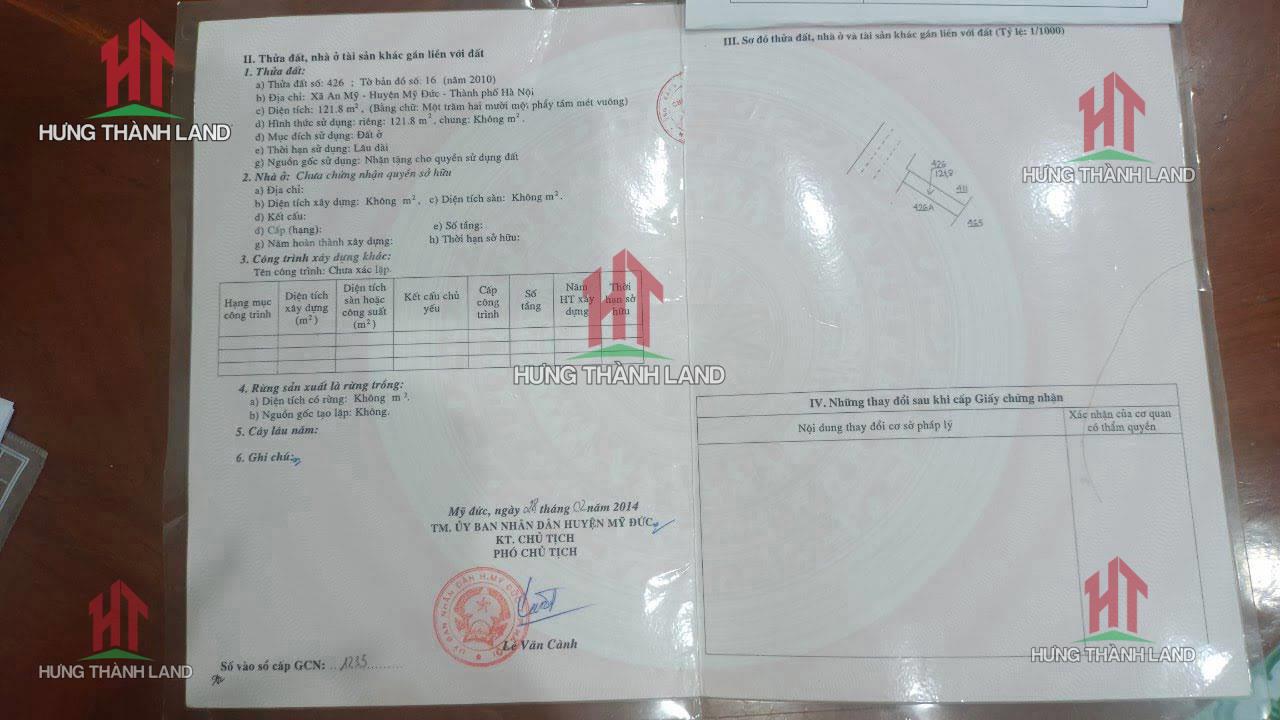 II. Thửa đất, nhà ở tài sản khác gắn liền với đất
1. Thửa đất:
a) Thửa đất số: 426 ; Tờ bản đồ số: 16 (năm 2010)
b) Địa chỉ: Xã An Mỹ - Huyện Mỹ Đức - Thành phố Hà Nội
c) Diện tích: 121.8 m², (Bằng chữ: Một trăm hai mươi mốt phẩy tám mét vuông)
d) Hình thức sử dụng: riêng: 121.8 m², chung: Không m².
đ) Mục đích sử dụng: Đất ở
e) Thời hạn sử dụng: Lâu dài
g) Nguồn gốc sử dụng: Nhận tặng cho quyền sử dụng đất
2. Nhà ở: Chưa chứng nhận quyền sở hữu
a) Địa chỉ:
b) Diện tích xây dựng: Không m², c) Diện tích sàn: Không m².
d) Kết cấu:
đ) Cấp (hạng): e) Số tầng:
g) Năm hoàn thành xây dựng: h) Thời hạn sở hữu:
3. Công trình xây dựng khác:
Tên công trình: Chưa xác lập.
Hạng mục công trình
Diện tích xây dựng (m²)
Diện tích sàn hoặc công suất (m²)
Kết cấu chủ yếu
Cấp công trình
Số tầng
Năm HT xây dựng
Thời hạn sở hữu
4. Rừng sản xuất là rừng trồng:
a) Diện tích có rừng: Không m².
b) Nguồn gốc tạo lập: Không.
5. Cây lâu năm:
6. Ghi chú:
Mỹ đức, ngày 28 tháng 02 năm 2014
TM. ỦY BAN NHÂN DÂN HUYỆN MỸ ĐỨC
KT. CHỦ TỊCH
PHÓ CHỦ TỊCH
Lê Văn Cảnh
Số vào sổ cấp GCN: ...1235...
III. Sơ đồ thửa đất, nhà ở và tài sản khác gắn liền với đất (Tỷ lệ: 1/1000)
426
121,8
411
426A
465
IV. Những thay đổi sau khi cấp Giấy chứng nhận
Nội dung thay đổi cơ sở pháp lý
Xác nhận của cơ quan có thẩm quyền
HT
HƯNG THÀNH LAND
HT
HƯNG THÀNH LAND
HT
HƯNG THÀNH LAND
HT
HƯNG THÀNH LAND
HT
HƯNG THÀNH LAND